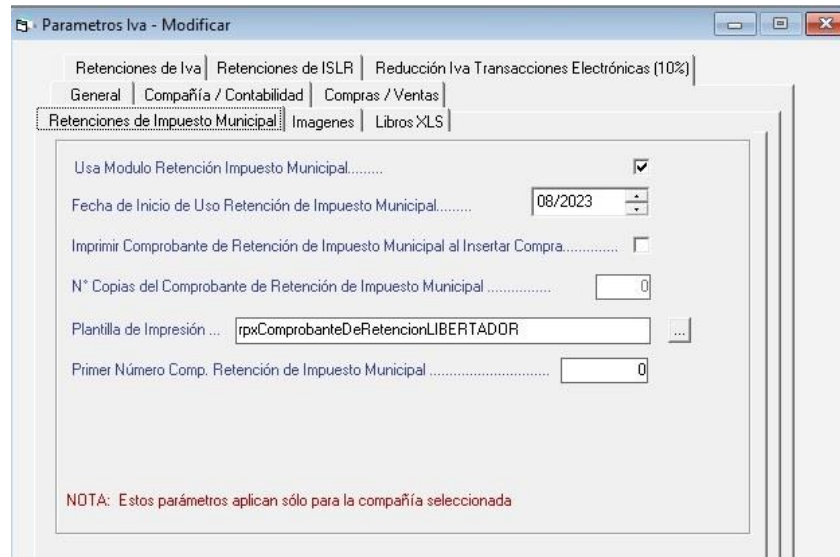 Parametros Iva - Modificar
Retenciones de Iva Retenciones de ISLR Reducción Iva Transacciones Electrónicas (10%)
General Compañía / Contabilidad Compras / Ventas
Retenciones de Impuesto Municipal Imagenes Libros XLS
Usa Modulo Retención Impuesto Municipal.........
Fecha de Inicio de Uso Retención de Impuesto Municipal......... 08/2023
Imprimir Comprobante de Retención de Impuesto Municipal al Insertar Compra..............
N° Copias del Comprobante de Retención de Impuesto Municipal ................ 0
Plantilla de Impresión ... rpxComprobanteDeRetencionLIBERTADOR ...
Primer Número Comp. Retención de Impuesto Municipal .............................. 0
NOTA: Estos parámetros aplican sólo para la compañía seleccionada